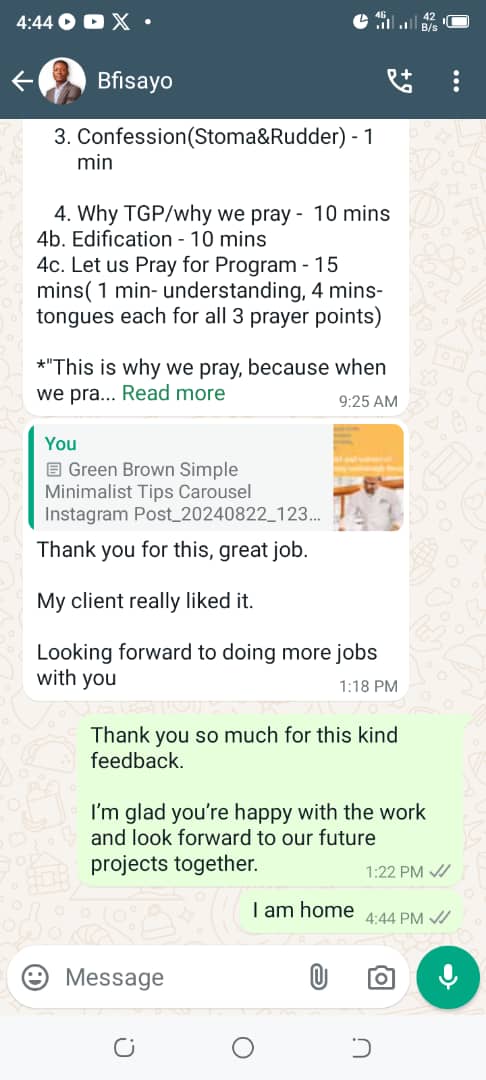 4:44
4G
42 B/s
Bfisayo
3. Confession(Stoma&Rudder) - 1
min
4. Why TGP/why we pray -  10 mins
4b. Edification - 10 mins
4c. Let us Pray for Program - 15
mins( 1 min- understanding, 4 mins-
tongues each for all 3 prayer points)
*"This is why we pray, because when
we pra... Read more
9:25 AM
You
Green Brown Simple
Minimalist Tips Carousel
Instagram Post_20240822_123...
Thank you for this, great job.
My client really liked it.
Looking forward to doing more jobs
with you
1:18 PM
Thank you so much for this kind
feedback.
I’m glad you’re happy with the work
and look forward to our future
projects together.
1:22 PM
I am home
4:44 PM
Message